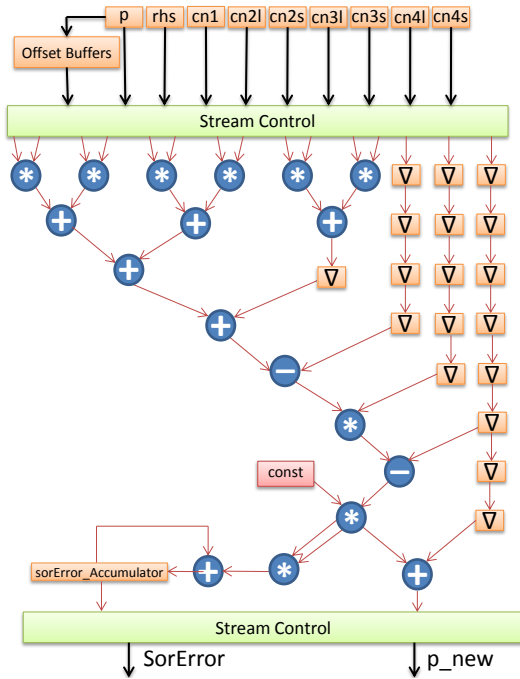 p rhs cn1 cn2l cn2s cn3l cn3s cn4l cn4s
Offset Buffers
Stream Control
* * * * * * ∇ ∇ ∇
+ + + ∇ ∇ ∇
+ ∇ ∇ ∇ ∇
+ ∇ ∇ ∇
− ∇ ∇
* ∇
− ∇
const
* ∇
sorError_Accumulator + * +
Stream Control
SorError p_new